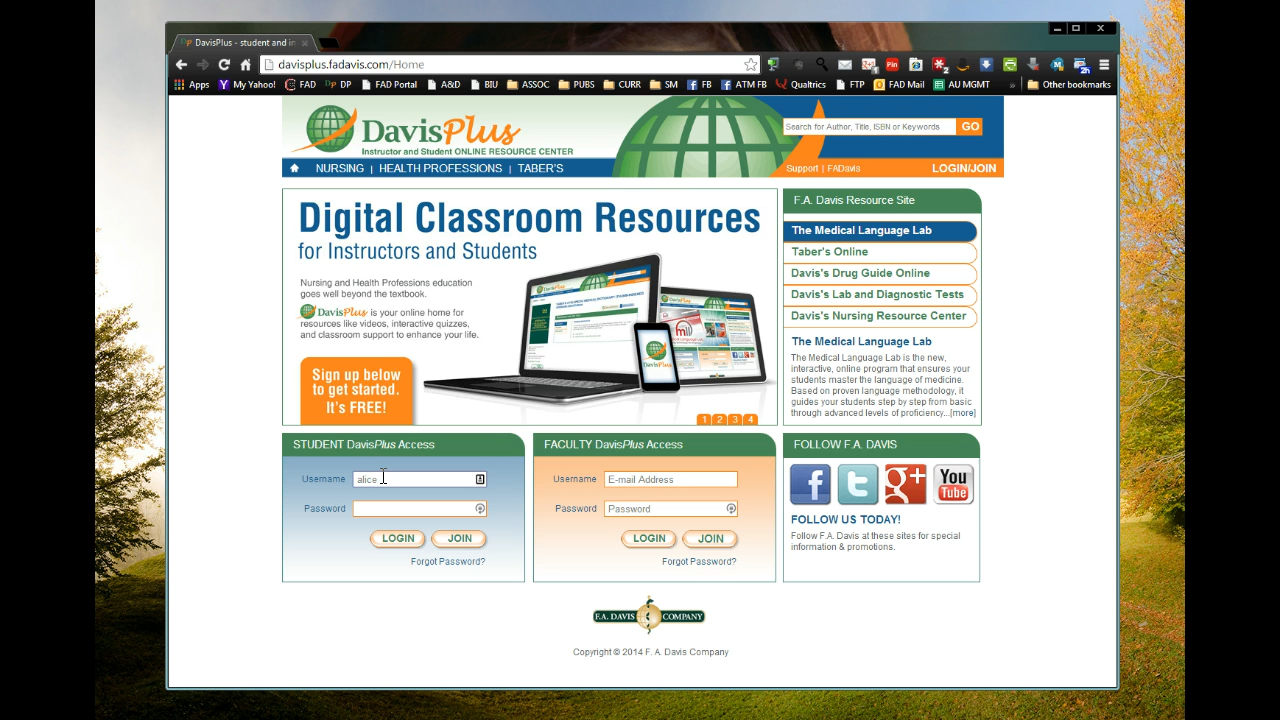 DavisPlus - student and in
davisplus.fadavis.com/Home
Apps My Yahoo! FAD DP FAD Portal A&D BIU ASSOC PUBS CURR SM FB ATM FB Qualtrics FTP FAD Mail AU MGMT » Other bookmarks
DavisPlus
Instructor and Student ONLINE RESOURCE CENTER
Search for Author, Title, ISBN or Keywords GO
NURSING | HEALTH PROFESSIONS | TABER'S
Support | FADavis LOGIN/JOIN
Digital Classroom Resources
for Instructors and Students
Nursing and Health Professions education
goes well beyond the textbook.
DavisPlus is your online home for
resources like videos, interactive quizzes,
and classroom support to enhance your life.
Sign up below
to get started.
It's FREE!
1 2 3 4
F.A. Davis Resource Site
The Medical Language Lab
Taber's Online
Davis's Drug Guide Online
Davis's Lab and Diagnostic Tests
Davis's Nursing Resource Center
The Medical Language Lab
The Medical Language Lab is the new,
interactive, online program that ensures your
students master the language of medicine.
Based on proven language methodology, it
guides your students step by step from basic
through advanced levels of proficiency...[more]
STUDENT DavisPlus Access
Username alice
Password
LOGIN JOIN
Forgot Password?
FACULTY DavisPlus Access
Username E-mail Address
Password Password
LOGIN JOIN
Forgot Password?
FOLLOW F.A. DAVIS
You
Tube
FOLLOW US TODAY!
Follow F.A. Davis at these sites for special
information & promotions.
F.A. DAVIS COMPANY
Copyright © 2014 F. A. Davis Company